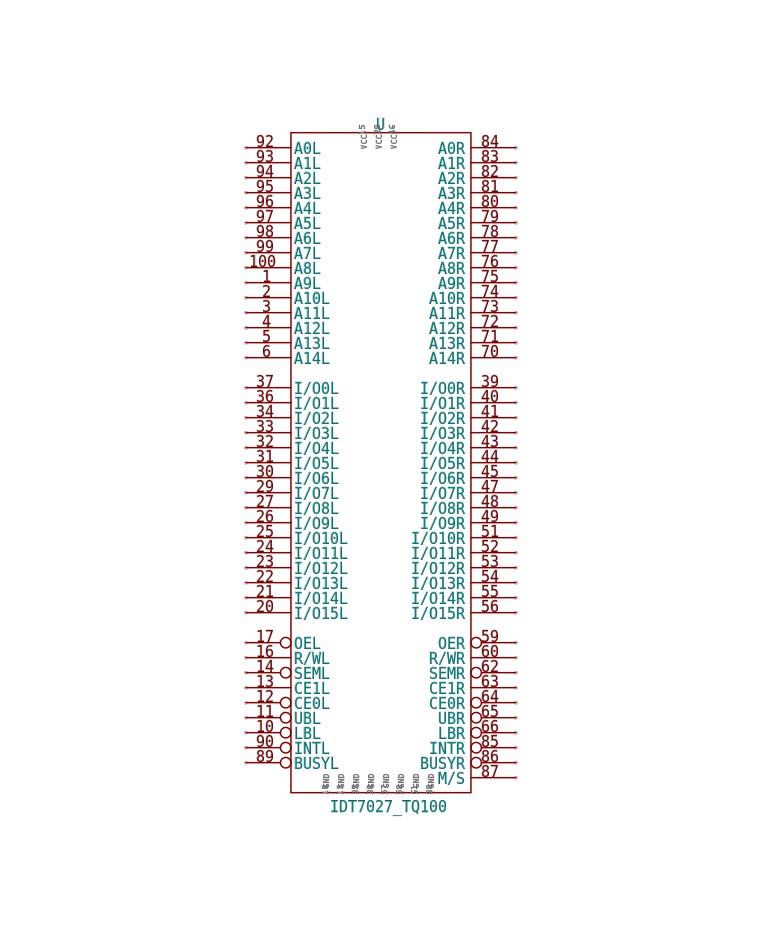 U
92 A0L A0R 84
93 A1L A1R 83
94 A2L A2R 82
95 A3L A3R 81
96 A4L A4R 80
97 A5L A5R 79
98 A6L A6R 78
99 A7L A7R 77
100 A8L A8R 76
1 A9L A9R 75
2 A10L A10R 74
3 A11L A11R 73
4 A12L A12R 72
5 A13L A13R 71
6 A14L A14R 70
37 I/O0L I/O0R 39
36 I/O1L I/O1R 40
34 I/O2L I/O2R 41
33 I/O3L I/O3R 42
32 I/O4L I/O4R 43
31 I/O5L I/O5R 44
30 I/O6L I/O6R 45
29 I/O7L I/O7R 47
27 I/O8L I/O8R 48
26 I/O9L I/O9R 49
25 I/O10L I/O10R 51
24 I/O11L I/O11R 52
23 I/O12L I/O12R 53
22 I/O13L I/O13R 54
21 I/O14L I/O14R 55
20 I/O15L I/O15R 56
17 OEL OER 59
16 R/WL R/WR 60
14 SEML SEMR 62
13 CE1L CE1R 63
12 CE0L CE0R 64
11 UBL UBR 65
10 LBL LBR 66
90 INTL INTR 85
89 BUSYL BUSYR 86
M/S 87
GND GND GND GND GND GND GND GND
IDT7027_TQ100